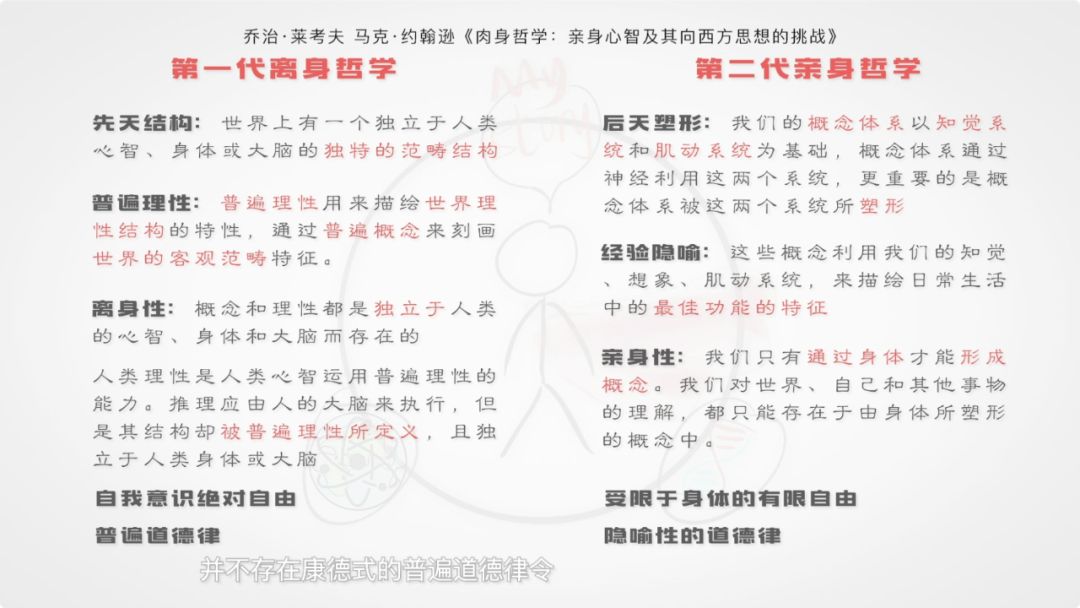 乔治·莱考夫 马克·约翰逊《肉身哲学：亲身心智及其向西方思想的挑战》
第一代离身哲学
先天结构：世界上有一个独立于人类
心智、身体或大脑的独特的范畴结构
普遍理性：普遍理性用来描绘世界理
性结构的特性，通过普遍概念来刻画
世界的客观范畴特征。
离身性：概念和理性都是独立于人类
的心智、身体和大脑而存在的
人类理性是人类心智运用普遍理性的
能力。推理应由人的大脑来执行，但
是其结构却被普遍理性所定义，且独
立于人类身体或大脑
自我意识绝对自由
普遍道德律
第二代亲身哲学
后天塑形：我们的概念体系以知觉系
统和肌动系统为基础，概念体系通过
神经利用这两个系统，更重要的是概
念体系被这两个系统所塑形
经验隐喻：这些概念利用我们的知觉
、想象、肌动系统，来描绘日常生活
中的最佳功能的特征
亲身性：我们只有通过身体才能形成
概念。我们对世界、自己和其他事物
的理解，都只能存在于由身体所塑形
的概念中。
受限于身体的有限自由
隐喻性的道德律
并不存在康德式的普遍道德律令